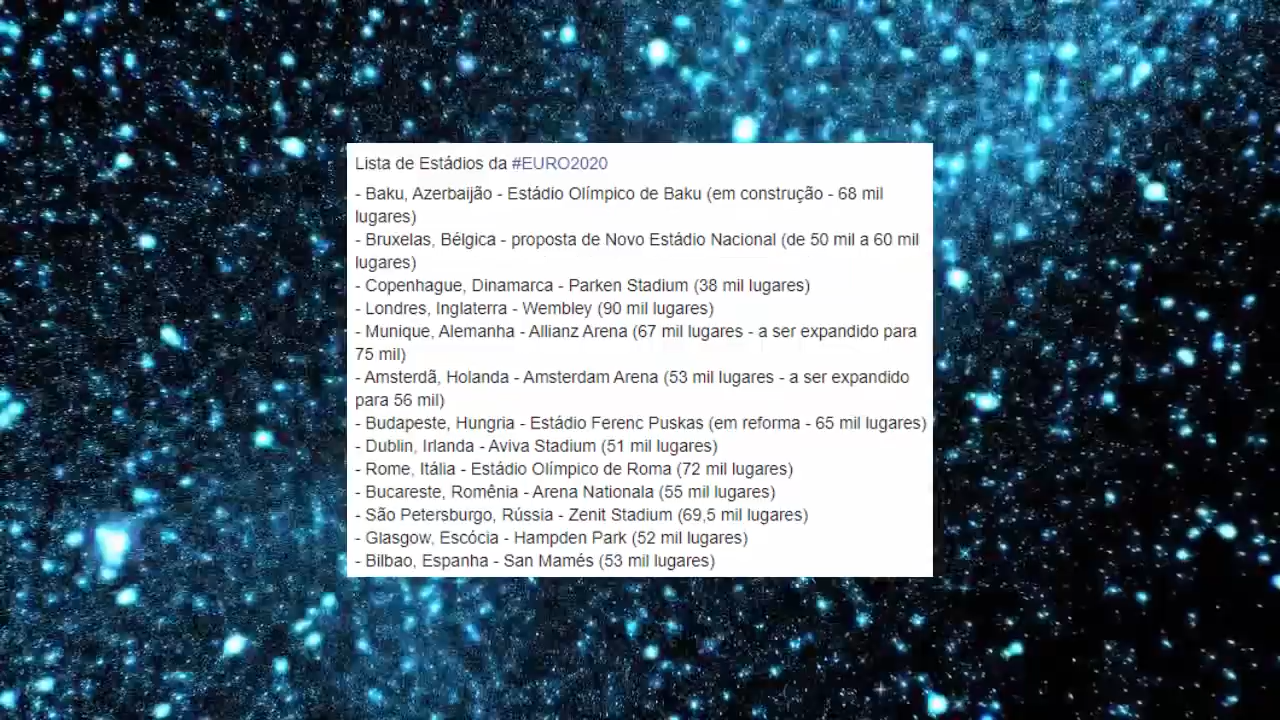 Lista de Estádios da #EURO2020
- Baku, Azerbaijão - Estádio Olímpico de Baku (em construção - 68 mil
lugares)
- Bruxelas, Bélgica - proposta de Novo Estádio Nacional (de 50 mil a 60 mil
lugares)
- Copenhague, Dinamarca - Parken Stadium (38 mil lugares)
- Londres, Inglaterra - Wembley (90 mil lugares)
- Munique, Alemanha - Allianz Arena (67 mil lugares - a ser expandido para
75 mil)
- Amsterdã, Holanda - Amsterdam Arena (53 mil lugares - a ser expandido
para 56 mil)
- Budapeste, Hungria - Estádio Ferenc Puskas (em reforma - 65 mil lugares)
- Dublin, Irlanda - Aviva Stadium (51 mil lugares)
- Rome, Itália - Estádio Olímpico de Roma (72 mil lugares)
- Bucareste, Romênia - Arena Nationala (55 mil lugares)
- São Petersburgo, Rússia - Zenit Stadium (69,5 mil lugares)
- Glasgow, Escócia - Hampden Park (52 mil lugares)
- Bilbao, Espanha - San Mamés (53 mil lugares)